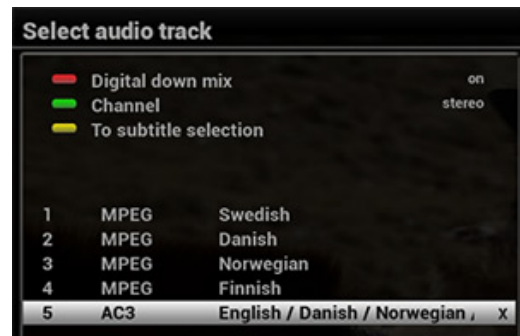 Select audio track
Digital down mix on
Channel stereo
To subtitle selection
1 MPEG Swedish
2 MPEG Danish
3 MPEG Norwegian
4 MPEG Finnish
5 AC3 English / Danish / Norwegian / x